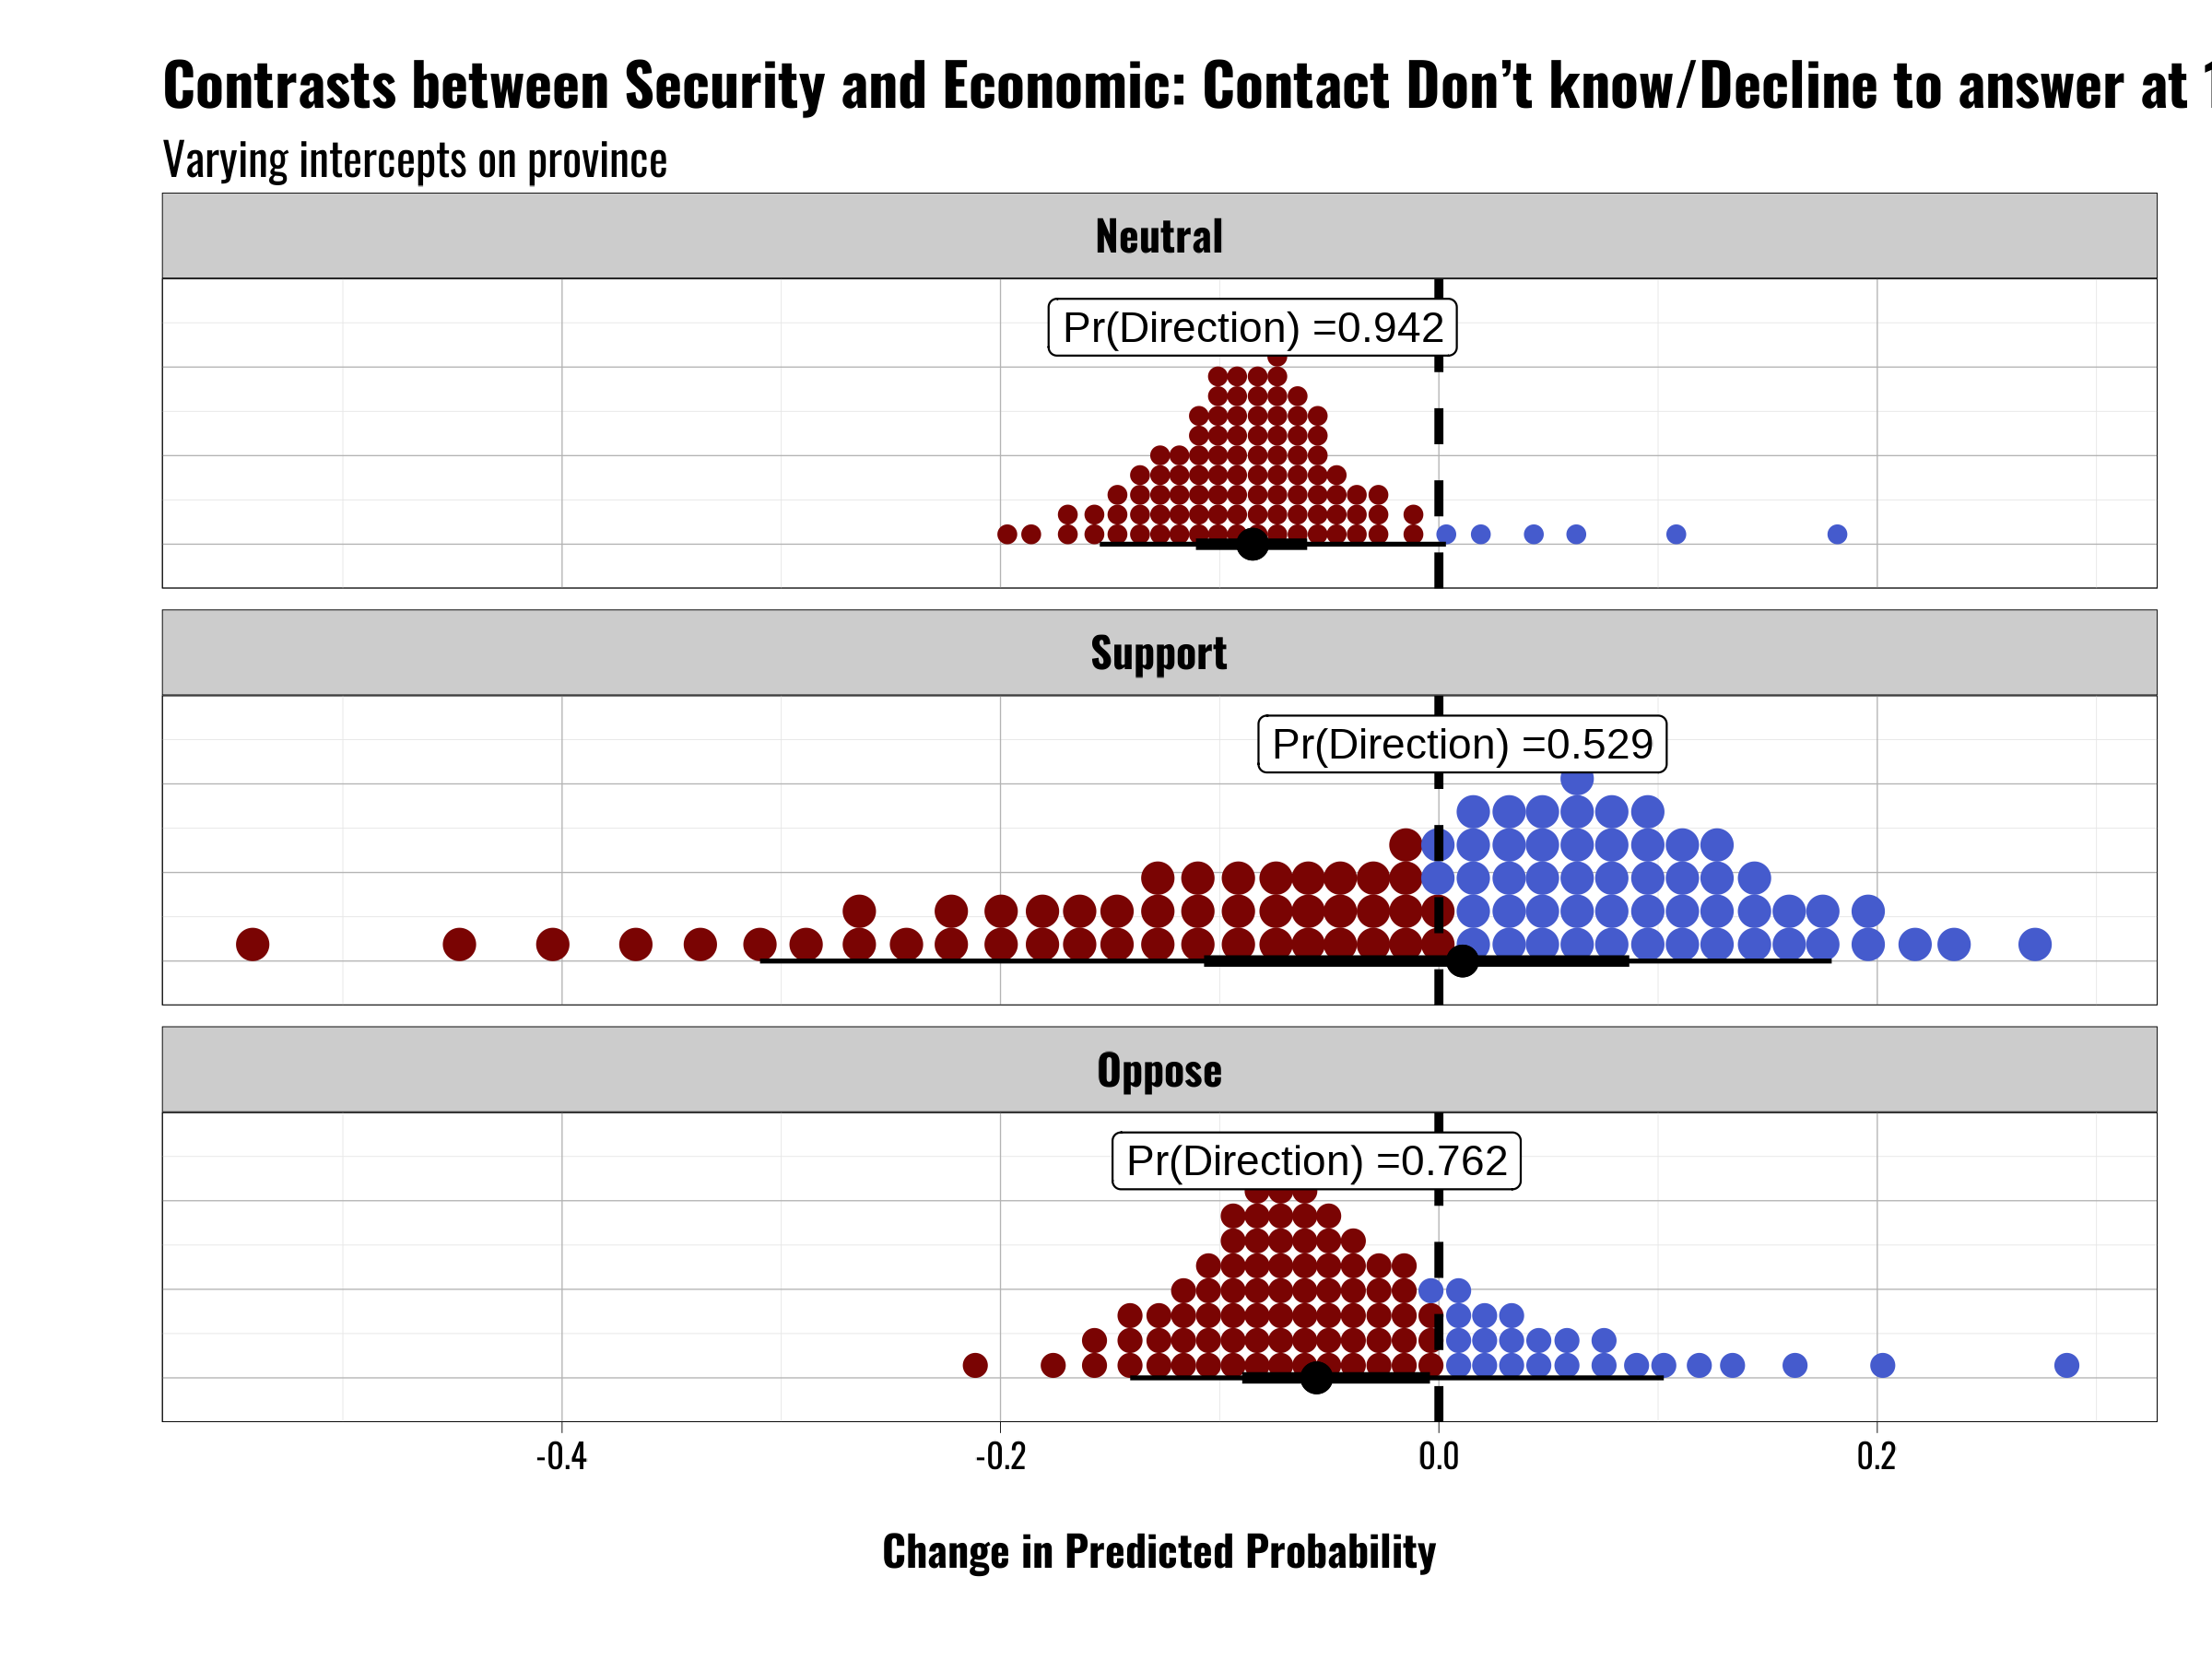 Contrasts between Security and Economic: Contact Don’t know/Decline to answer at
Varying intercepts on province
Neutral
Pr(Direction) =0.942
Support
Pr(Direction) =0.529
Oppose
Pr(Direction) =0.762
-0.4 -0.2 0.0 0.2
Change in Predicted Probability